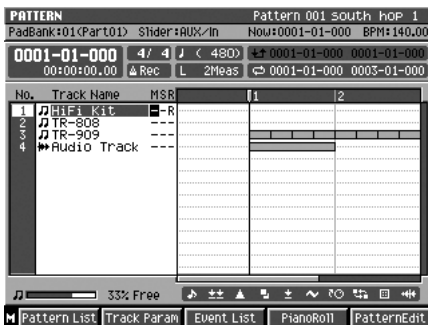 PATTERN Pattern 001 south hop 1
PadBank:01(Part01) Slider:AUX/In Now:0001-01-000 BPM:140.00
0001-01-000 4/ 4 ( 480) 0001-01-000 0001-01-000
00:00:00.00 Rec L 2Meas 0001-01-000 0003-01-000
No. Track Name MSR 1 2
1 HiFi Kit --R
2 TR-808 ---
3 TR-909 ---
4 Audio Track ---
33% Free
M Pattern List Track Param Event List PianoRoll PatternEdit